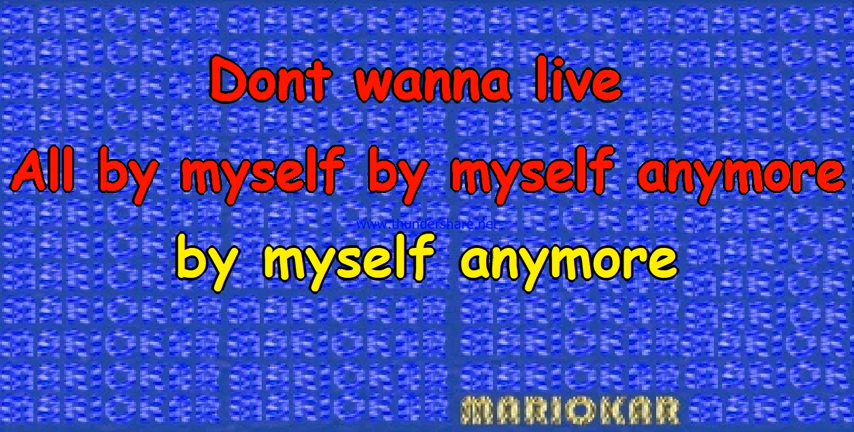 Dont wanna live
All by myself by myself anymore
www.thundershare.net
by myself anymore
MARIOKAR